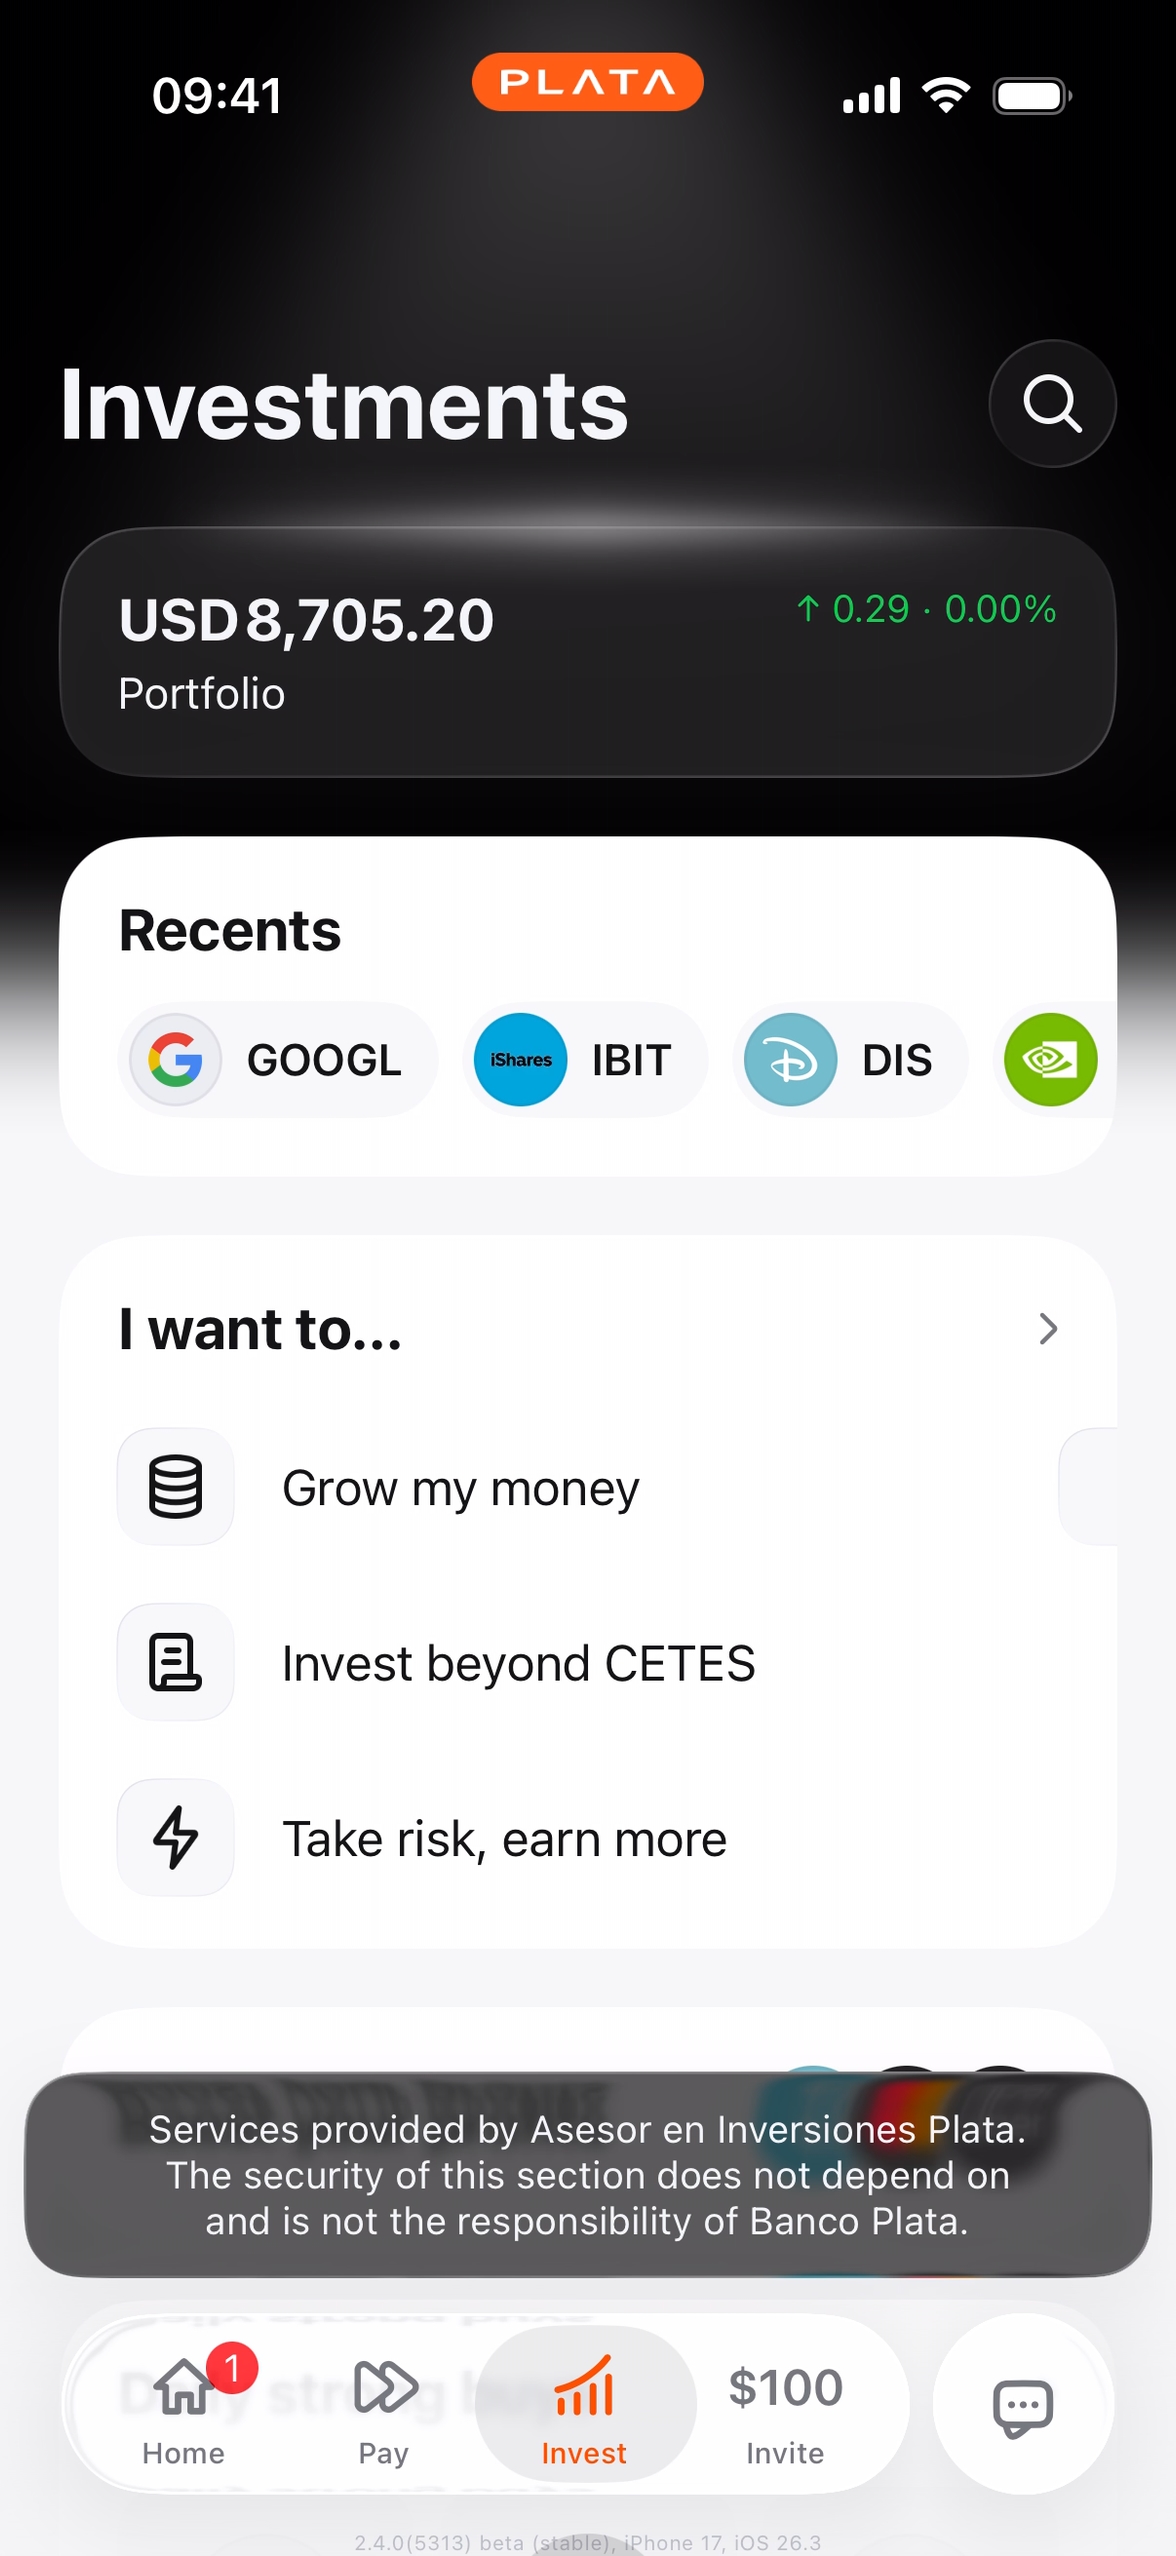 09:41
PLATA
Investments
USD 8,705.20
↑ 0.29 · 0.00%
Portfolio
Recents
GOOGL
iShares
IBIT
DIS
I want to...
Grow my money
Invest beyond CETES
Take risk, earn more
Services provided by Asesor en Inversiones Plata.
The security of this section does not depend on
and is not the responsibility of Banco Plata.
1
Home
Pay
Invest
$100
Invite
2.4.0(5313) beta (stable), iPhone 17, iOS 26.3